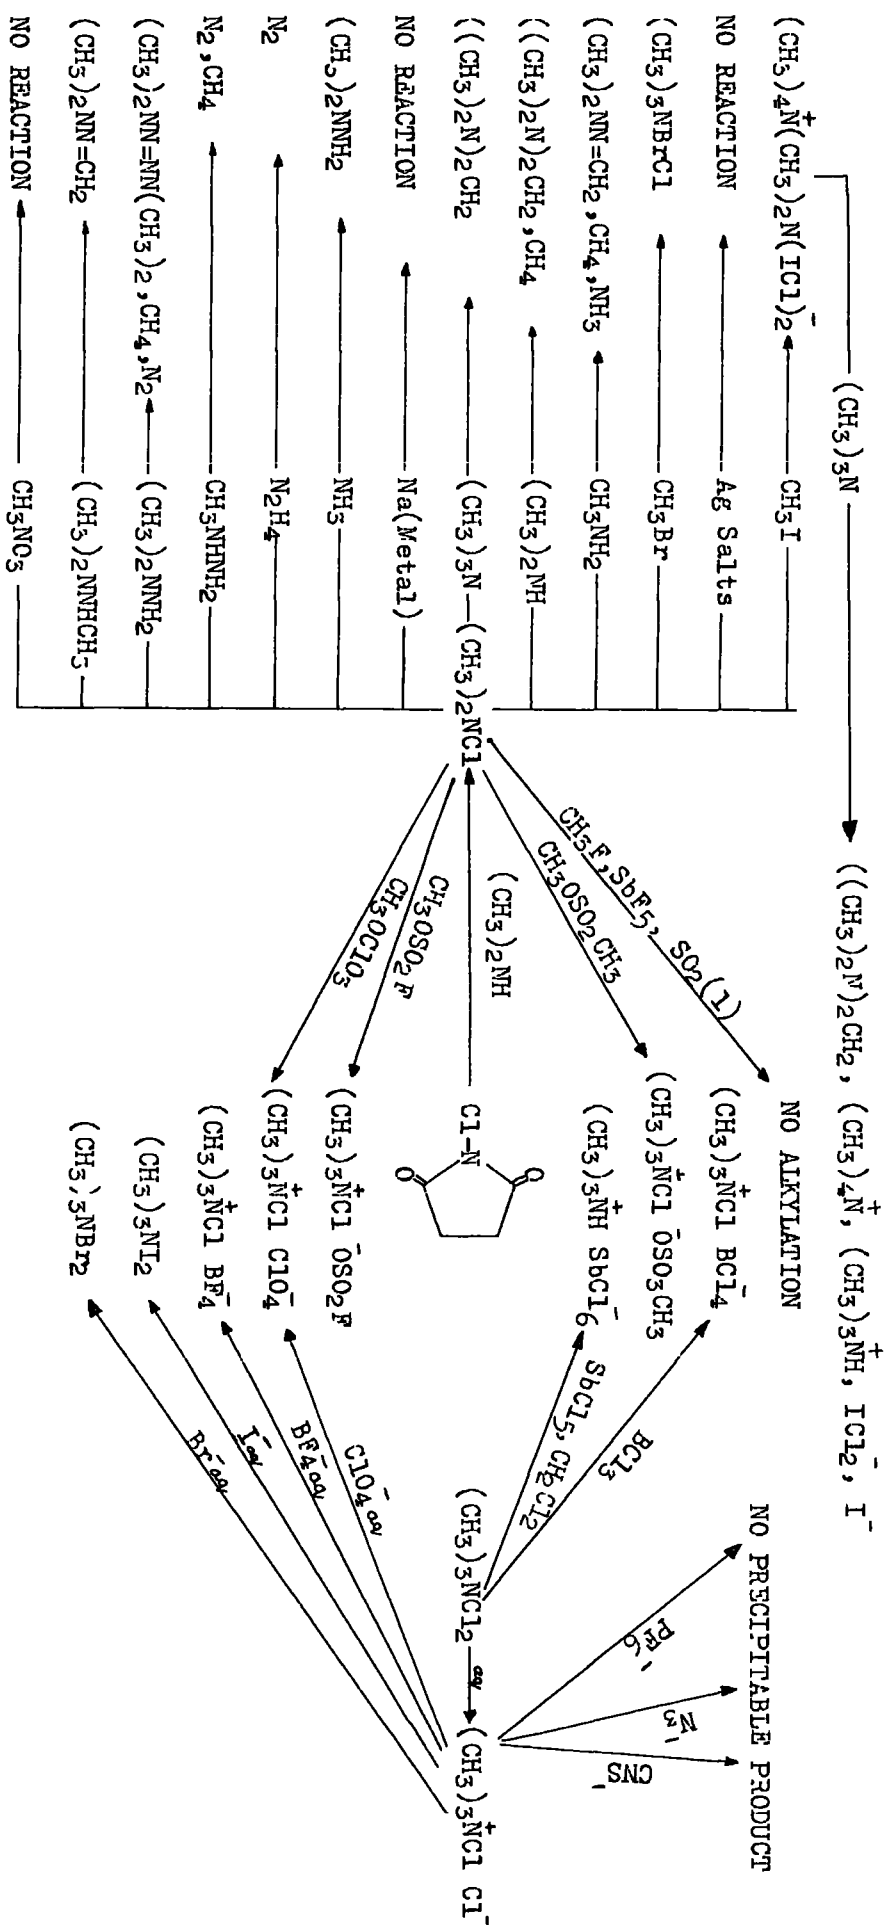 (CH3)4N+(CH3)2N(ICl)2-
(CH3)3N
((CH3)2N)2CH2, (CH3)4N+, (CH3)3NH+, ICl2-, I-
CH3I
NO REACTION
Ag Salts
(CH3)3NBrCl
CH3Br
(CH3)2NN=CH2,CH4,NH3
CH3NH2
((CH3)2N)2CH2,CH4
(CH3)2NH
((CH3)2N)2CH2
(CH3)3N—(CH3)2NCl
NO REACTION
Na(Metal)
(CH3)2NNH2
NH3
N2
N2H4
N2,CH4
CH3NHNH2
(CH3)2NN=NN(CH3)2,CH4,N2
(CH3)2NNH2
(CH3)2NN=CH2
(CH3)2NNHCH3
NO REACTION
CH3NO3
CH3F,SbF5, SO2(l)
NO ALKYLATION
CH3OSO2CH3
(CH3)3N+Cl -OSO3CH3
(CH3)2NH
Cl-N
O
O
CH3OSO2F
(CH3)3N+Cl -OSO2F
CH3OClO3
(CH3)3N+Cl ClO4-
(CH3)3N+Cl BCl4-
BCl3
(CH3)3N+H SbCl6-
SbCl5,CH2Cl2
(CH3)3NCl2
aq
(CH3)3N+Cl Cl-
NO PRECIPITABLE PRODUCT
PF6-
N3-
CNS-
ClO4-aq
(CH3)3N+Cl BF4-
BF4-aq
(CH3)3NI2
I-aq
(CH3)3NBr2
Br-aq